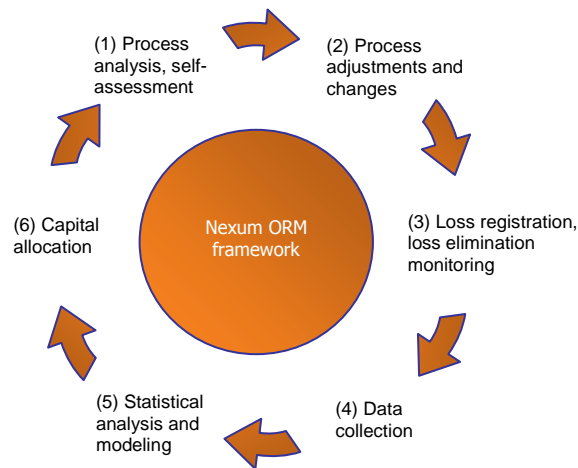 (1) Process
analysis, self-
assessment
(2) Process
adjustments and
changes
(3) Loss registration,
loss elimination
monitoring
(4) Data
collection
(5) Statistical
analysis and
modeling
(6) Capital
allocation
Nexum ORM
framework